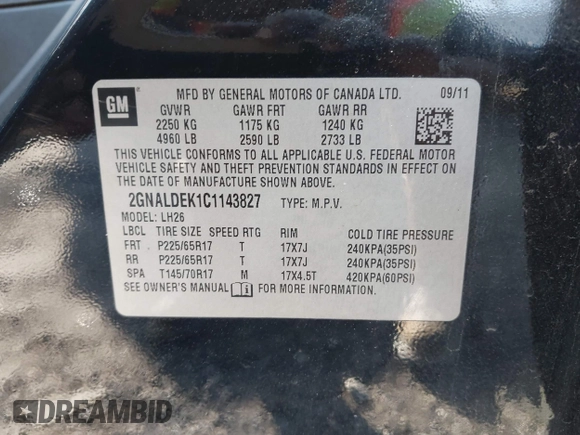 GM
MFD BY GENERAL MOTORS OF CANADA LTD. 09/11
GVWR GAWR FRT GAWR RR
2250 KG 1175 KG 1240 KG
4960 LB 2590 LB 2733 LB
THIS VEHICLE CONFORMS TO ALL APPLICABLE U.S. FEDERAL MOTOR
VEHICLE SAFETY AND THEFT PREVENTION STANDARDS IN EFFECT ON
THE DATE OF MANUFACTURE SHOWN ABOVE.
2GNALDEK1C1143827 TYPE: M.P.V.
MODEL: LH26
LBCL TIRE SIZE SPEED RTG RIM COLD TIRE PRESSURE
FRT P225/65R17 T 17X7J 240KPA(35PSI)
RR P225/65R17 T 17X7J 240KPA(35PSI)
SPA T145/70R17 M 17X4.5T 420KPA(60PSI)
SEE OWNER'S MANUAL FOR MORE INFORMATION.
DREAMBID